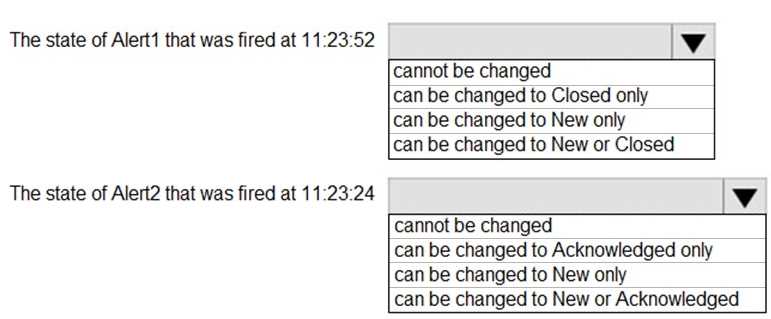 The state of Alert1 that was fired at 11:23:52
cannot be changed
can be changed to Closed only
can be changed to New only
can be changed to New or Closed
The state of Alert2 that was fired at 11:23:24
cannot be changed
can be changed to Acknowledged only
can be changed to New only
can be changed to New or Acknowledged